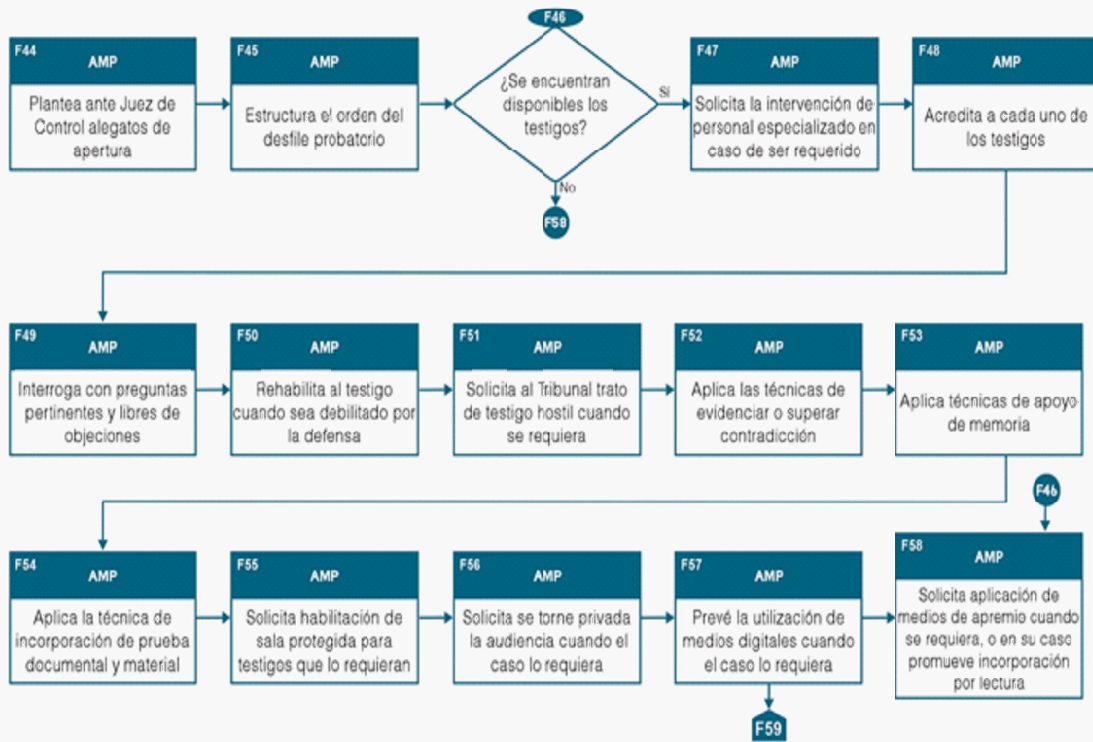 F44
AMP
Plantea ante Juez de
Control alegatos de
apertura
F45
AMP
Estructura el orden del
desfile probatorio
F46
¿Se encuentran
disponibles los
testigos?
Sí
No
F58
F47
AMP
Solicita la intervención de
personal especializado en
caso de ser requerido
F48
AMP
Acredita a cada uno de
los testigos
F49
AMP
Interroga con preguntas
pertinentes y libres de
objeciones
F50
AMP
Rehabilita al testigo
cuando sea debilitado por
la defensa
F51
AMP
Solicita al Tribunal trato
de testigo hostil cuando
se requiera
F52
AMP
Aplica las técnicas de
evidenciar o superar
contradicción
F53
AMP
Aplica técnicas de apoyo
de memoria
F46
F54
AMP
Aplica la técnica de
incorporación de prueba
documental y material
F55
AMP
Solicita habilitación de
sala protegida para
testigos que lo requieran
F56
AMP
Solicita se torne privada
la audiencia cuando el
caso lo requiera
F57
AMP
Prevé la utilización de
medios digitales cuando
el caso lo requiera
F59
F58
AMP
Solicita aplicación de
medios de apremio cuando
se requiera, o en su caso
promueve incorporación
por lectura